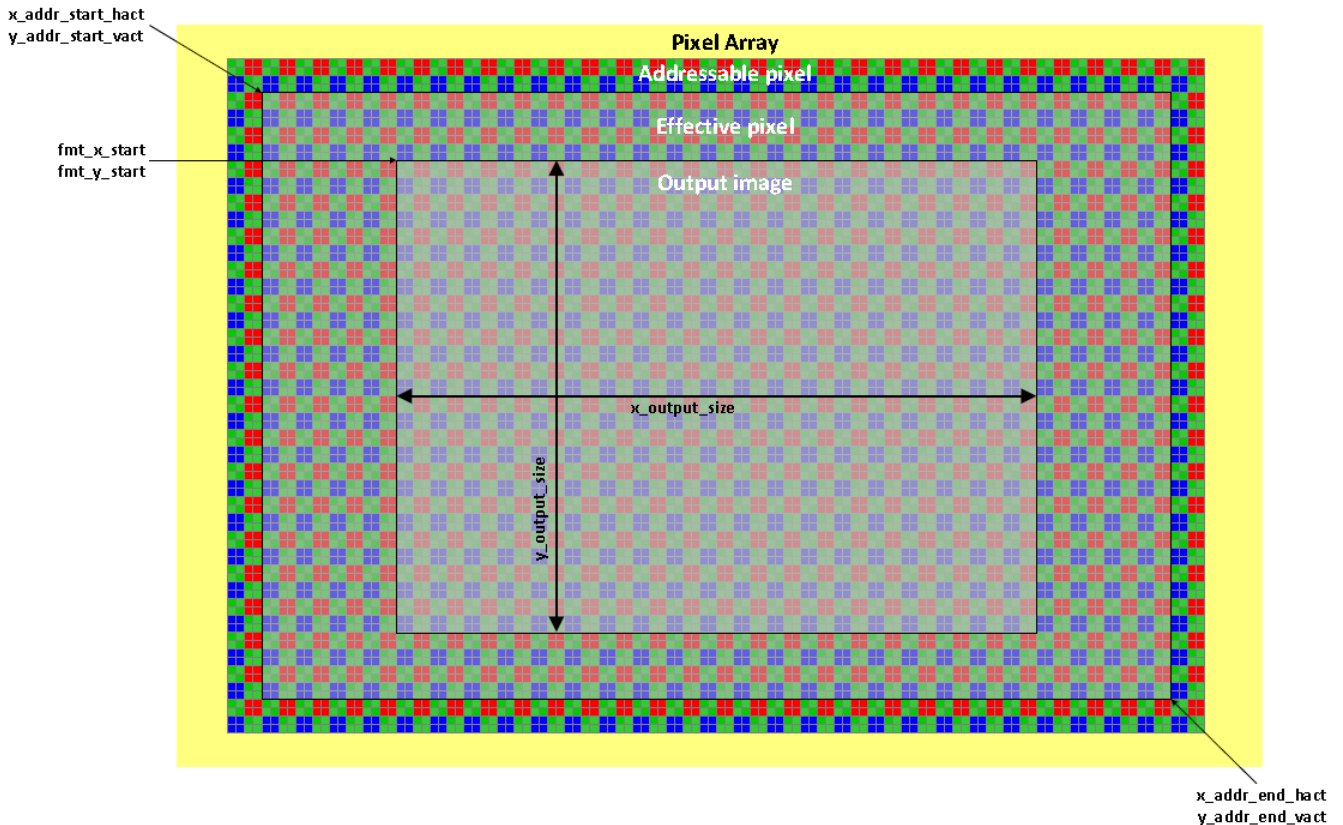 x_addr_start_hact
y_addr_start_vact
Pixel Array
Addressable pixel
Effective pixel
fmt_x_start
fmt_y_start
Output image
x_output_size
y_output_size
x_addr_end_hact
y_addr_end_vact